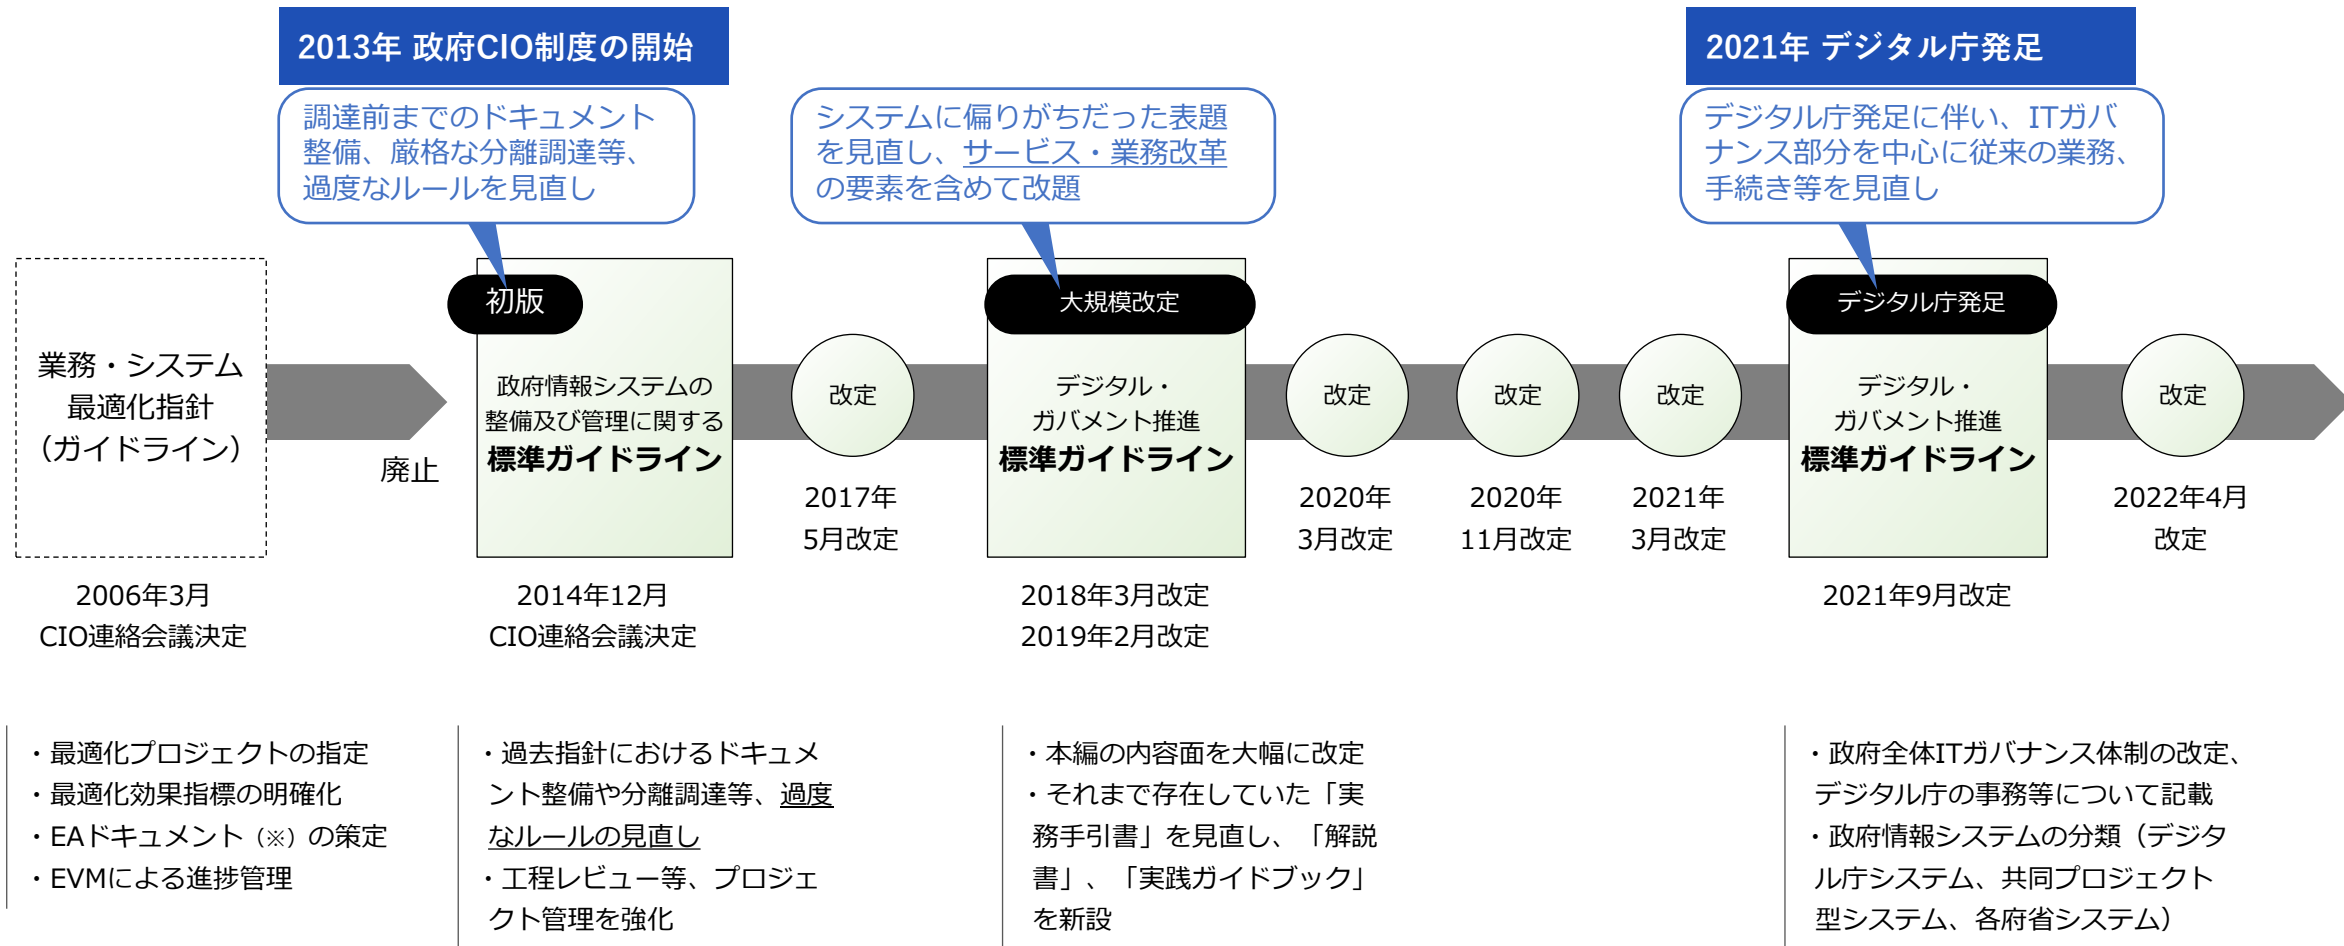 2013年 政府CIO制度の開始
2021年 デジタル庁発足
調達前までのドキュメント
整備、厳格な分離調達等、
過度なルールを見直し
システムに偏りがちだった表題
を見直し、サービス・業務改革
の要素を含めて改題
デジタル庁発足に伴い、ITガバ
ナンス部分を中心に従来の業務、
手続き等を見直し
業務・システム
最適化指針
（ガイドライン）
廃止
2006年3月
CIO連絡会議決定
初版
政府情報システムの
整備及び管理に関する
標準ガイドライン
2014年12月
CIO連絡会議決定
改定
2017年
5月改定
大規模改定
デジタル・
ガバメント推進
標準ガイドライン
2018年3月改定
2019年2月改定
改定
2020年
3月改定
改定
2020年
11月改定
改定
2021年
3月改定
デジタル庁発足
デジタル・
ガバメント推進
標準ガイドライン
2021年9月改定
改定
2022年4月
改定
・最適化プロジェクトの指定
・最適化効果指標の明確化
・EAドキュメント（※）の策定
・EVMによる進捗管理
・過去指針におけるドキュメ
ント整備や分離調達等、過度
なルールの見直し
・工程レビュー等、プロジェ
クト管理を強化
・本編の内容面を大幅に改定
・それまで存在していた「実
務手引書」を見直し、「解説
書」、「実践ガイドブック」
を新設
・政府全体ITガバナンス体制の改定、
デジタル庁の事務等について記載
・政府情報システムの分類（デジタ
ル庁システム、共同プロジェクト
型システム、各府省システム）